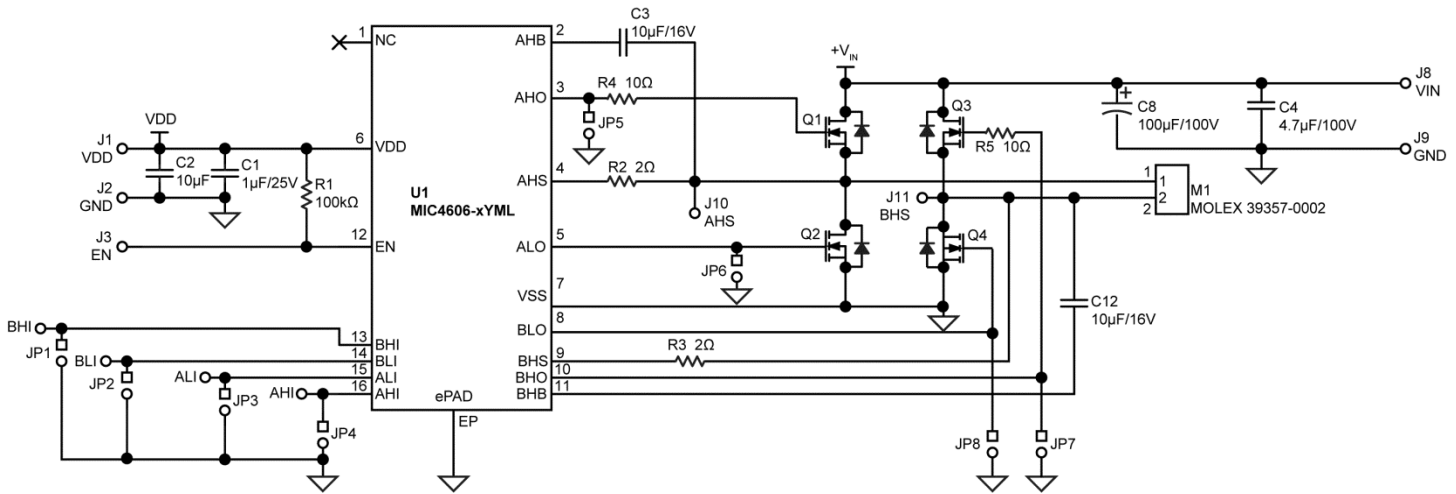 C3
10µF/16V
1
NC
AHB
2
+V_IN
J8
VIN
R4 10Ω
3
AHO
JP5
Q1
Q3
R5 10Ω
+
C8
100µF/100V
C4
4.7µF/100V
J9
GND
VDD
J1
VDD
6
VDD
C2
10µF
C1
1µF/25V
R1
100kΩ
J2
GND
J3
EN
12
EN
U1
MIC4606-xYML
4
AHS
R2 2Ω
J10
AHS
J11
BHS
1
1
2
2
M1
MOLEX 39357-0002
5
ALO
JP6
Q2
Q4
7
VSS
8
BLO
C12
10µF/16V
BHI
JP1
13
BHI
BLI
JP2
14
BLI
ALI
JP3
15
ALI
AHI
JP4
16
AHI
9
BHS
R3 2Ω
10
BHO
11
BHB
ePAD
EP
JP8
JP7